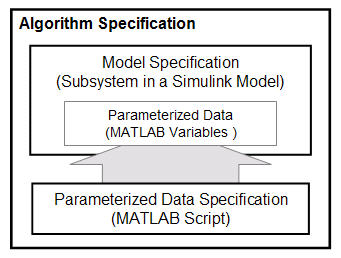 Algorithm Specification
Model Specification
(Subsystem in a Simulink Model)
Parameterized Data
(MATLAB Variables )
Parameterized Data Specification
(MATLAB Script)